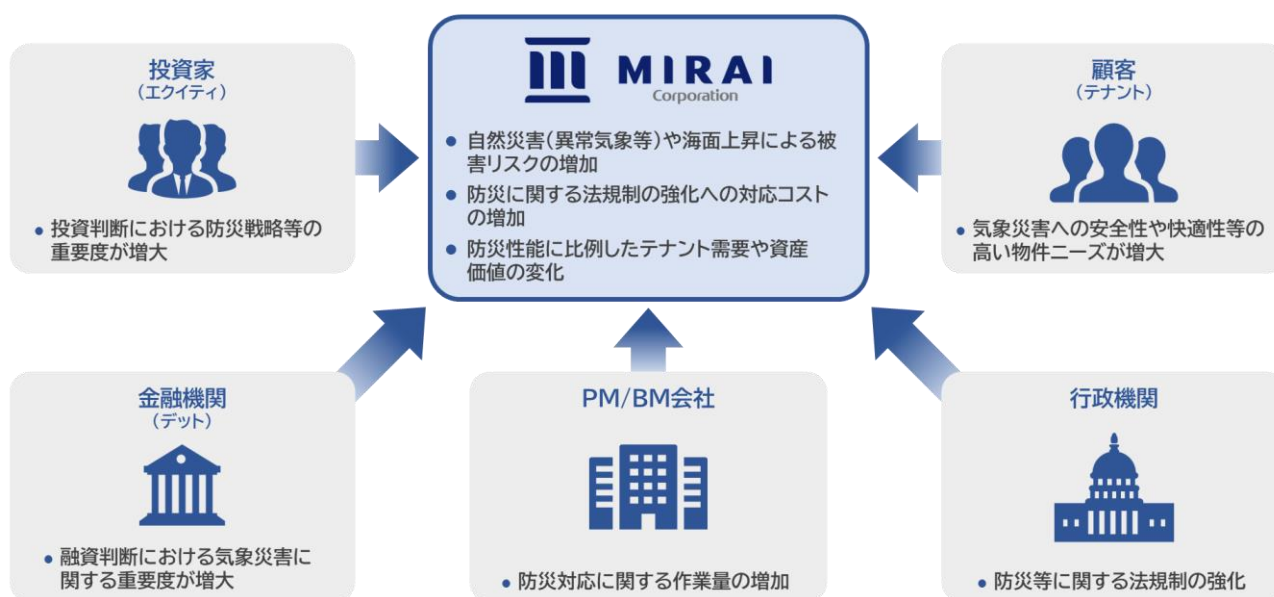 投資家
(エクイティ)
• 投資判断における防災戦略等の
重要度が増大
MIRAI
Corporation
• 自然災害(異常気象等)や海面上昇による被
害リスクの増加
• 防災に関する法規制の強化への対応コスト
の増加
• 防災性能に比例したテナント需要や資産
価値の変化
顧客
(テナント)
• 気象災害への安全性や快適性等の
高い物件ニーズが増大
金融機関
(デット)
• 融資判断における気象災害に
関する重要度が増大
PM/BM会社
• 防災対応に関する作業量の増加
行政機関
• 防災等に関する法規制の強化